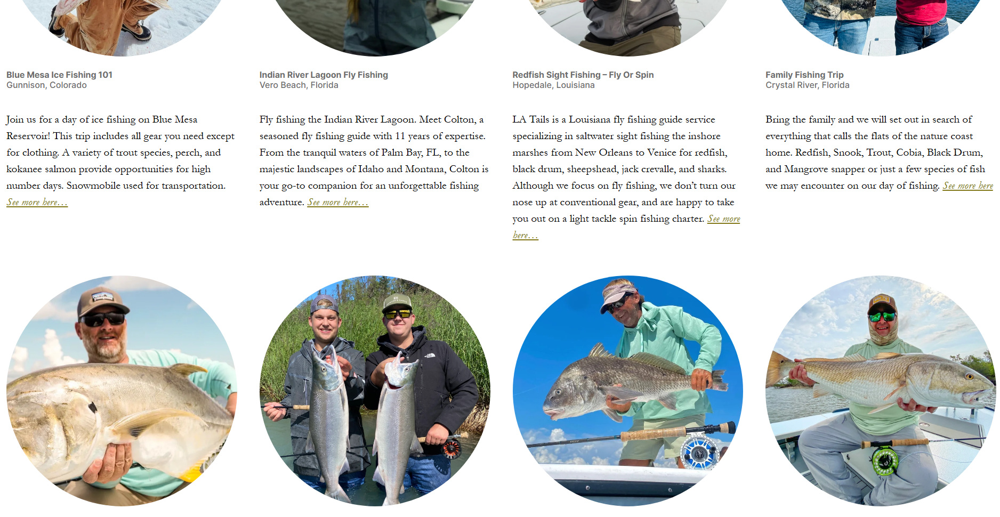 Blue Mesa Ice Fishing 101
Gunnison, Colorado
Join us for a day of ice fishing on Blue Mesa
Reservoir! This trip includes all gear you need except
for clothing. A variety of trout species, perch, and
kokanee salmon provide opportunities for high
number days. Snowmobile used for transportation.
See more here…
Indian River Lagoon Fly Fishing
Vero Beach, Florida
Fly fishing the Indian River Lagoon. Meet Colton, a
seasoned fly fishing guide with 11 years of expertise.
From the tranquil waters of Palm Bay, FL, to the
majestic landscapes of Idaho and Montana, Colton is
your go-to companion for an unforgettable fishing
adventure. See more here…
Redfish Sight Fishing – Fly Or Spin
Hopedale, Louisiana
LA Tails is a Louisiana fly fishing guide service
specializing in saltwater sight fishing the inshore
marshes from New Orleans to Venice for redfish,
black drum, sheepshead, jack crevalle, and sharks.
Although we focus on fly fishing, we don’t turn our
nose up at conventional gear, and are happy to take
you out on a light tackle spin fishing charter. See more
here…
Family Fishing Trip
Crystal River, Florida
Bring the family and we will set out in search of
everything that calls the flats of the nature coast
home. Redfish, Snook, Trout, Cobia, Black Drum,
and Mangrove snapper or just a few species of fish
we may encounter on our day of fishing. See more here